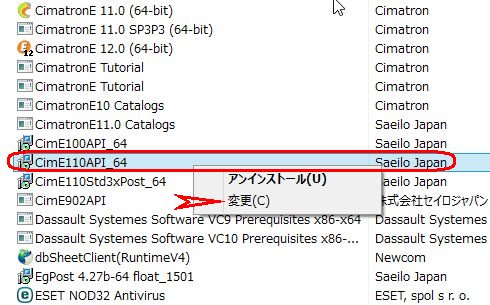 CimatronE 11.0 (64-bit) Cimatron
CimatronE 11.0 SP3P3 (64-bit) Cimatron
CimatronE 12.0 (64-bit) Cimatron
CimatronE Tutorial Cimatron
CimatronE Tutorial Cimatron
CimatronE10 Catalogs Cimatron
CimatronE11.0 Catalogs Saeilo Japan
CimE100API_64 Saeilo Japan
CimE110API_64 Saeilo Japan
アンインストール(U)
CimE110Std3xPost_64 Saeilo Japan
変更(C)
CimE902API 株式会社セイロジャパン
Dassault Systemes Software VC9 Prerequisites x86-x64 Dassault Systemes
Dassault Systemes Software VC10 Prerequisites x86-... Dassault Systemes
dbSheetClient(RuntimeV4) Newcom
EgPost 4.27b-64 float_1501 Saeilo Japan
ESET NOD32 Antivirus ESET, spol s r. o.